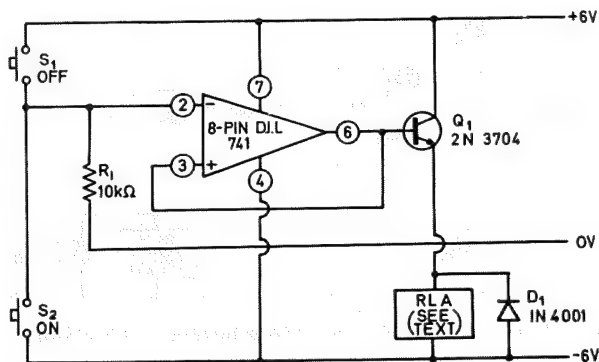 +6V
S1
OFF
7
2
−
8-PIN D.I.L
741
6
Q1
2N 3704
3
+
4
R1
10kΩ
0V
S2
ON
RLA
(SEE
TEXT)
D1
IN 4001
-6V